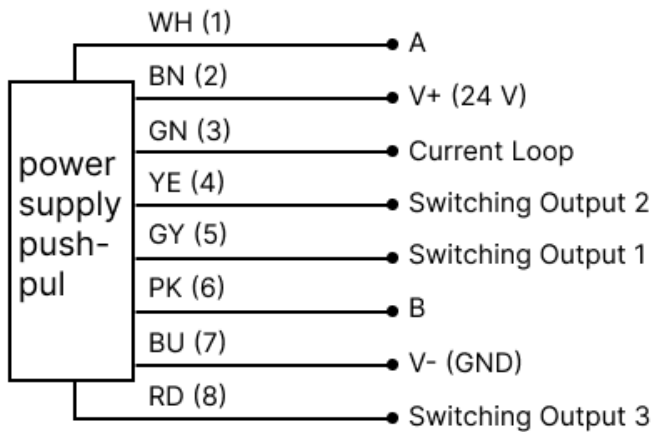 WH (1)
A
BN (2)
V+ (24 V)
GN (3)
Current Loop
power
supply
push-
pul
YE (4)
Switching Output 2
GY (5)
Switching Output 1
PK (6)
B
BU (7)
V- (GND)
RD (8)
Switching Output 3